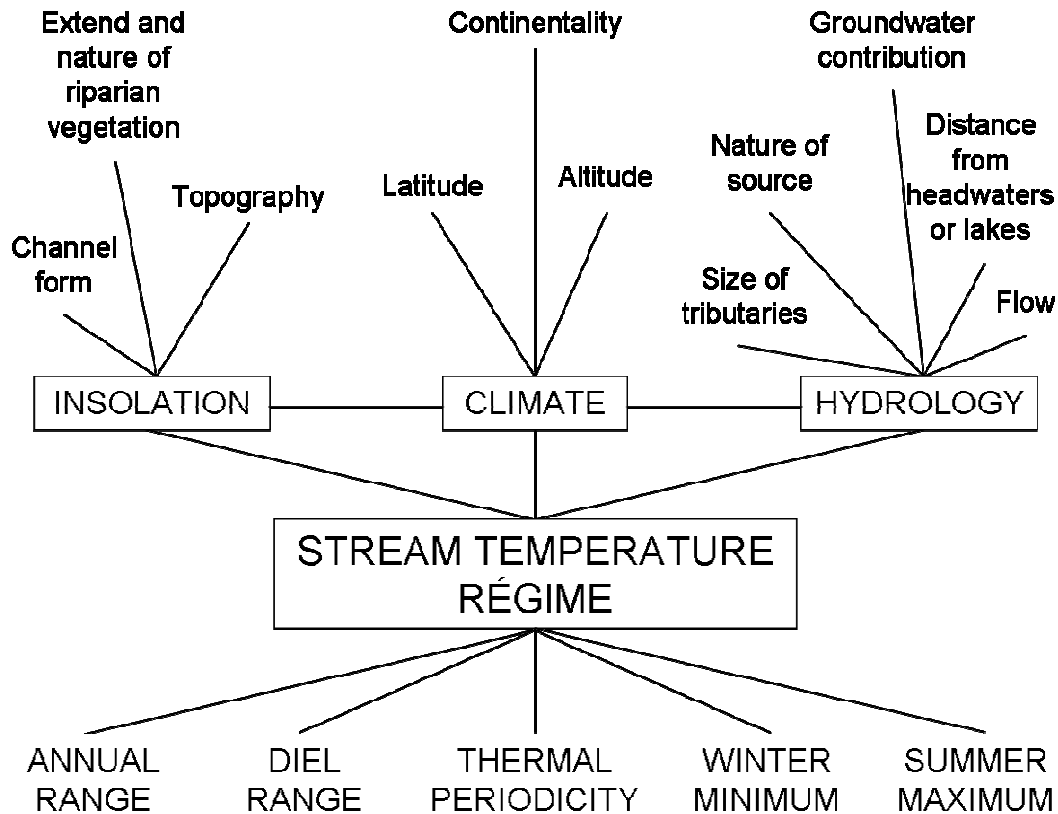 Extend and
nature of
riparian
vegetation
Continentality
Groundwater
contribution
Distance
from
headwaters
or lakes
Nature of
source
Topography
Latitude
Altitude
Channel
form
Size of
tributaries
Flow
INSOLATION
CLIMATE
HYDROLOGY
STREAM TEMPERATURE
RÉGIME
ANNUAL
RANGE
DIEL
RANGE
THERMAL
PERIODICITY
WINTER
MINIMUM
SUMMER
MAXIMUM